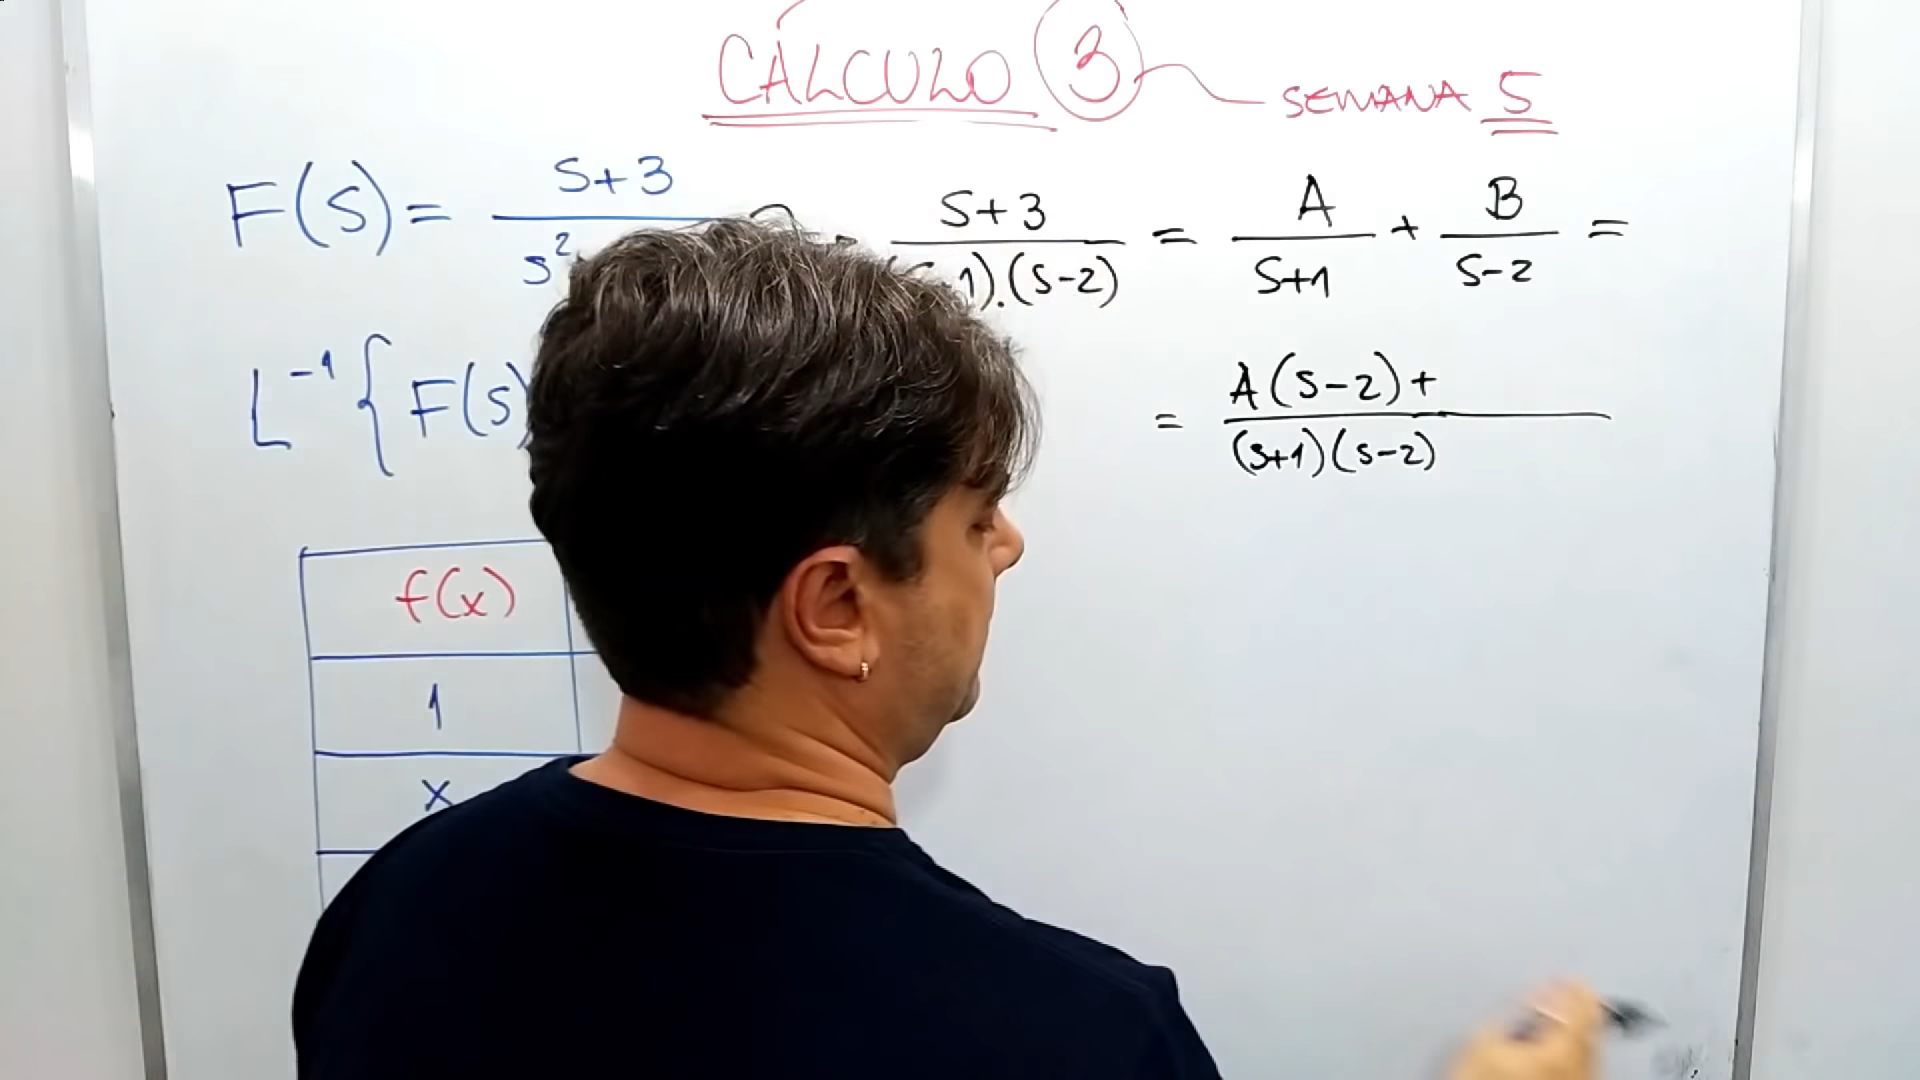 CÁLCULO 3 SEMANA 5
F(s) = s+3 / s² = s+3 / 1).(s-2) = A / s+1 + B / s-2 =
L⁻¹ { F(s)
= A(s-2)+ / (s+1)(s-2)
f(x)
1
x